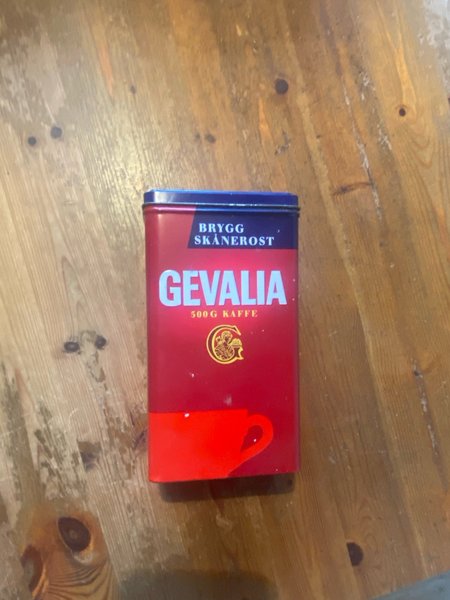 BRYGG
SKÅNEROST
GEVALIA
500G KAFFE
G